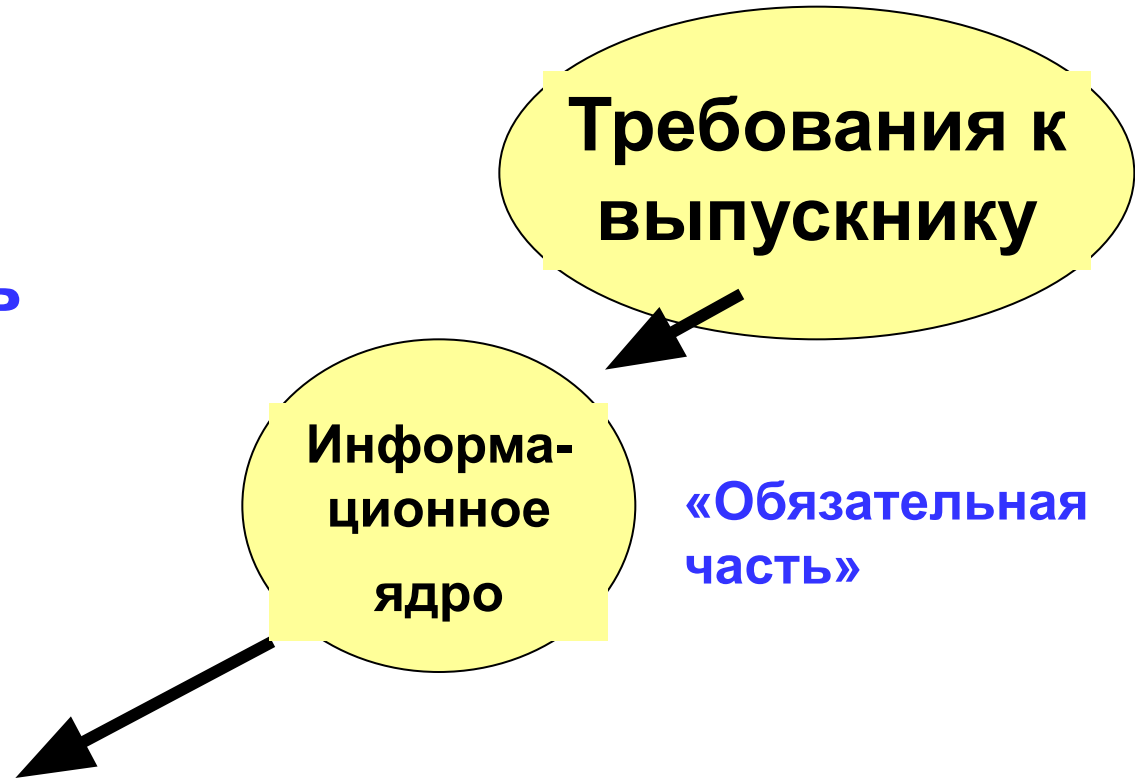 Требования к
выпускнику
ь
Информа-
ционное
ядро
«Обязательная
часть»